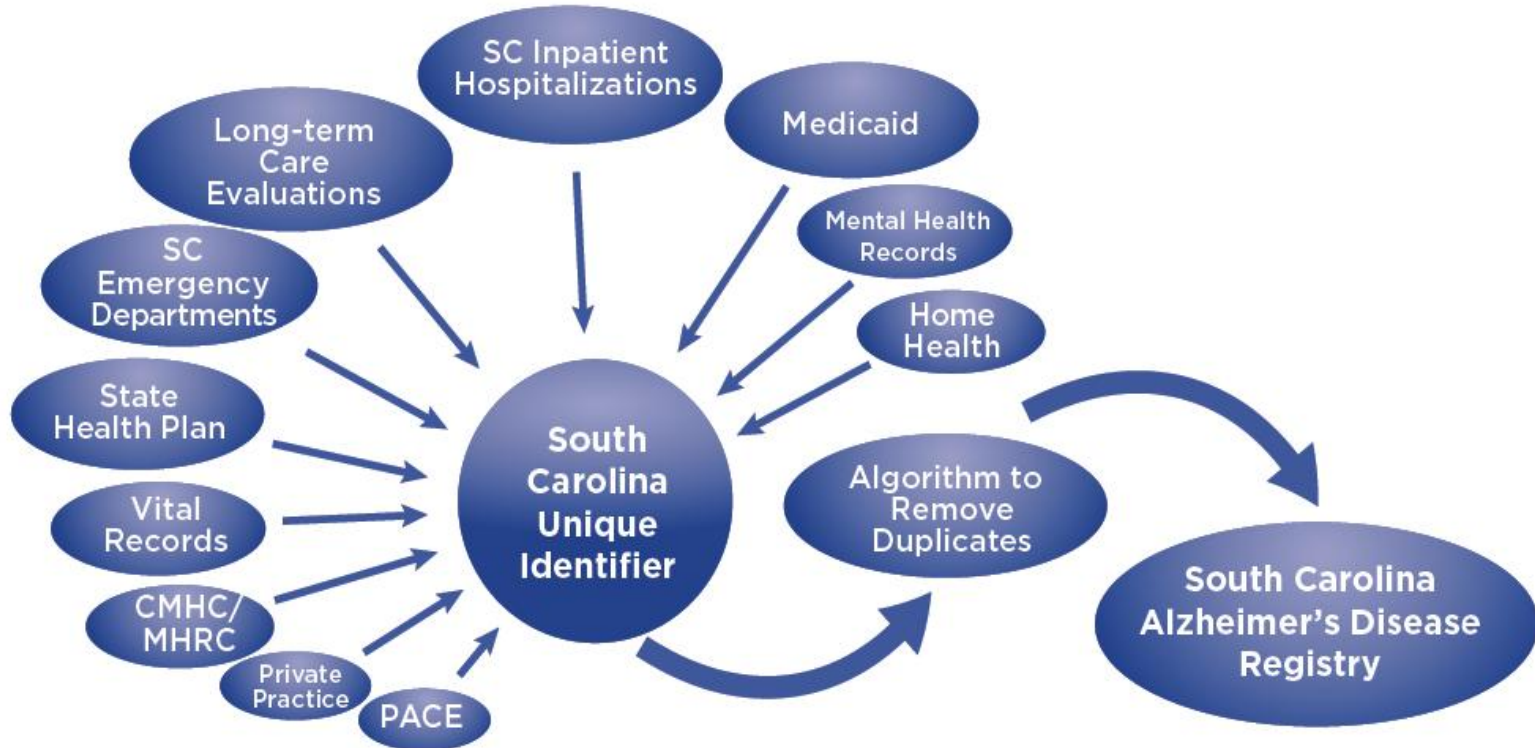 SC Inpatient
Hospitalizations
Medicaid
Long-term
Care
Evaluations
Mental Health
Records
SC
Emergency
Departments
Home
Health
State
Health Plan
Vital
Records
CMHC/
MHRC
Private
Practice
PACE
South
Carolina
Unique
Identifier
Algorithm to
Remove
Duplicates
South Carolina
Alzheimer's Disease
Registry